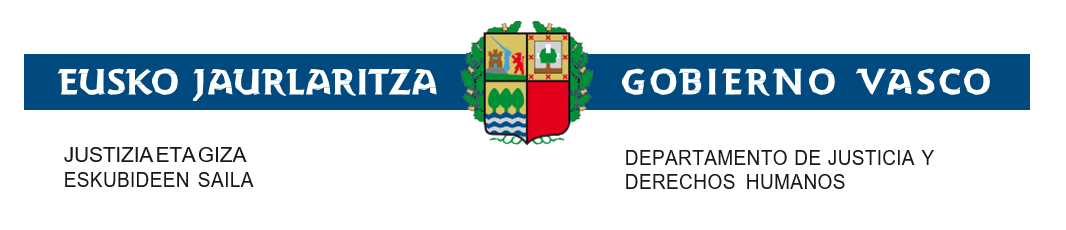 EUSKO JAURLARITZA
GOBIERNO VASCO
JUSTIZIA ETA GIZA
ESKUBIDEEN SAILA
DEPARTAMENTO DE JUSTICIA Y
DERECHOS HUMANOS